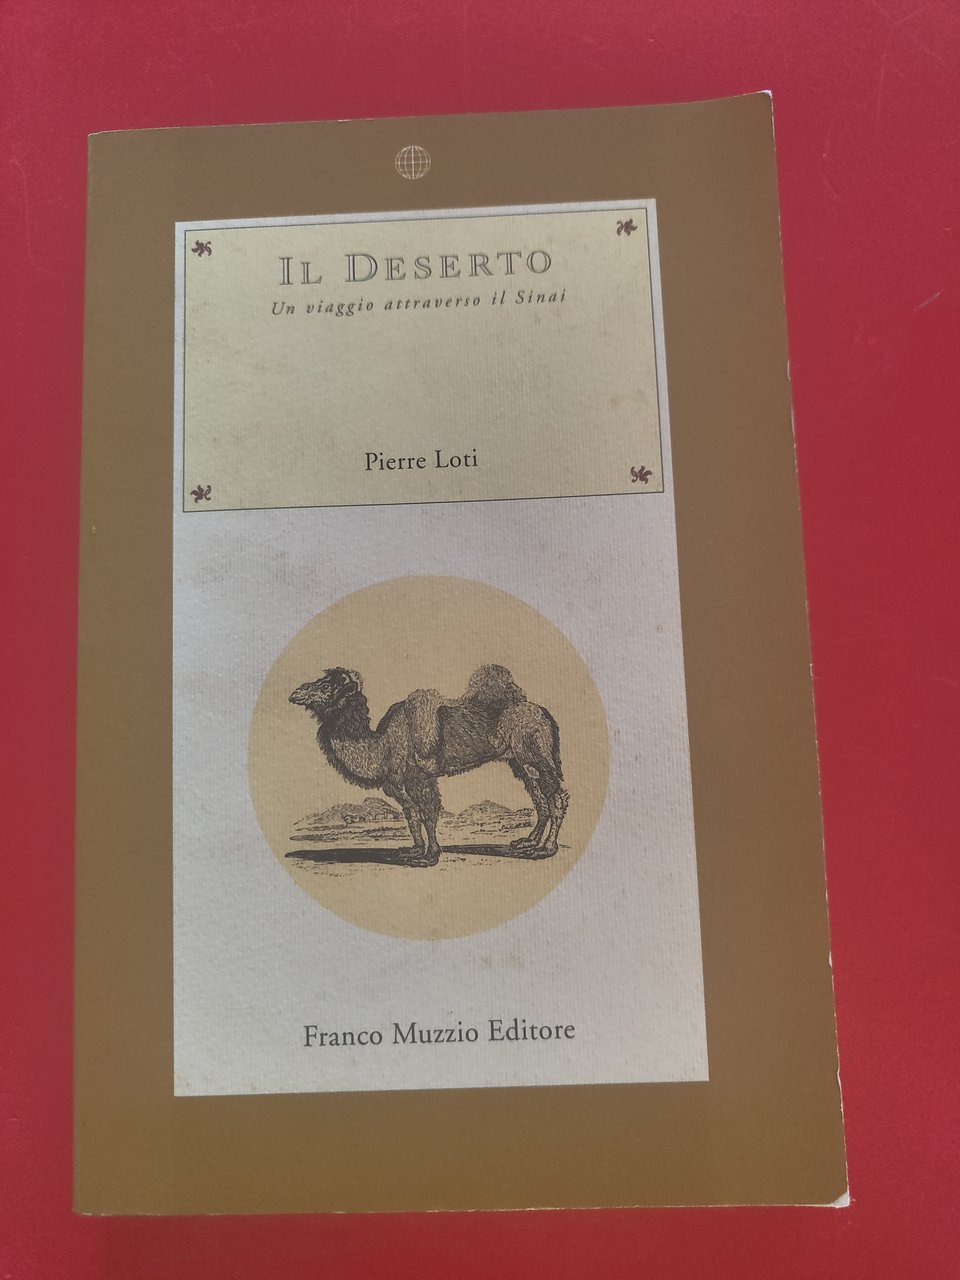 IL DESERTO
Un viaggio attraverso il Sinai
Pierre Loti
Franco Muzzio Editore